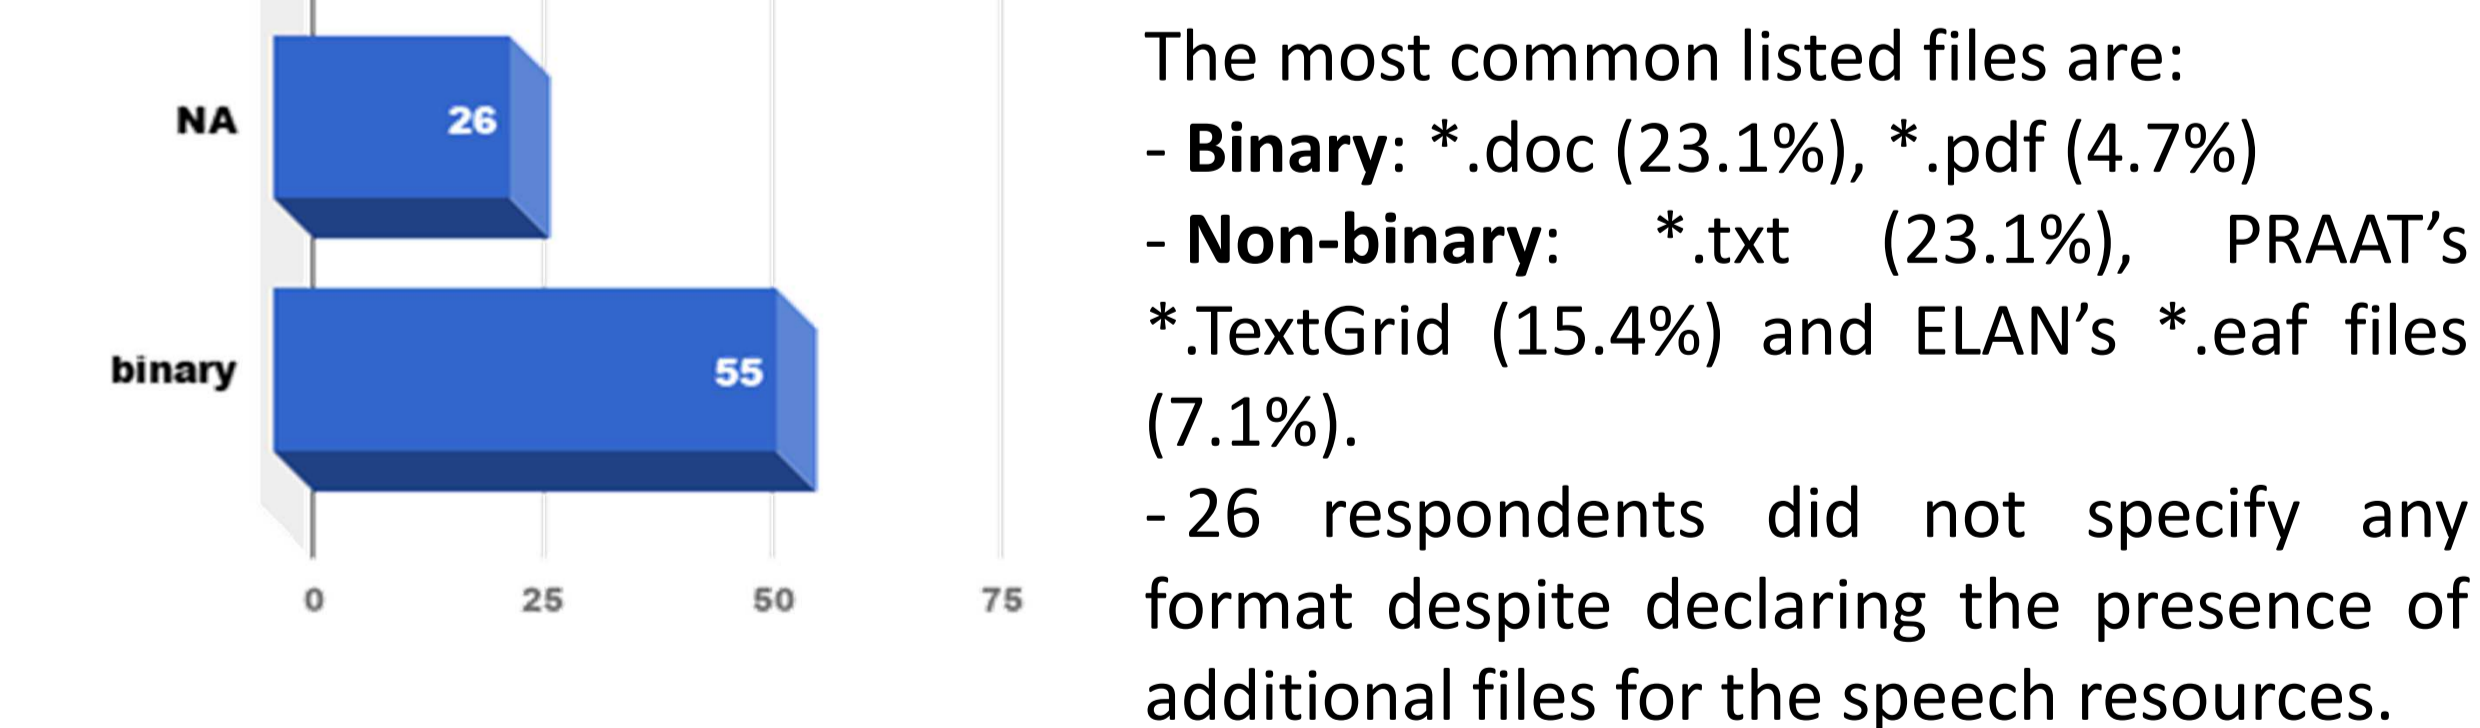 NA
26
binary
55
0 25 50 75
The most common listed files are:
- Binary: *.doc (23.1%), *.pdf (4.7%)
- Non-binary: *.txt (23.1%), PRAAT’s
*.TextGrid (15.4%) and ELAN’s *.eaf files
(7.1%).
- 26 respondents did not specify any
format despite declaring the presence of
additional files for the speech resources.